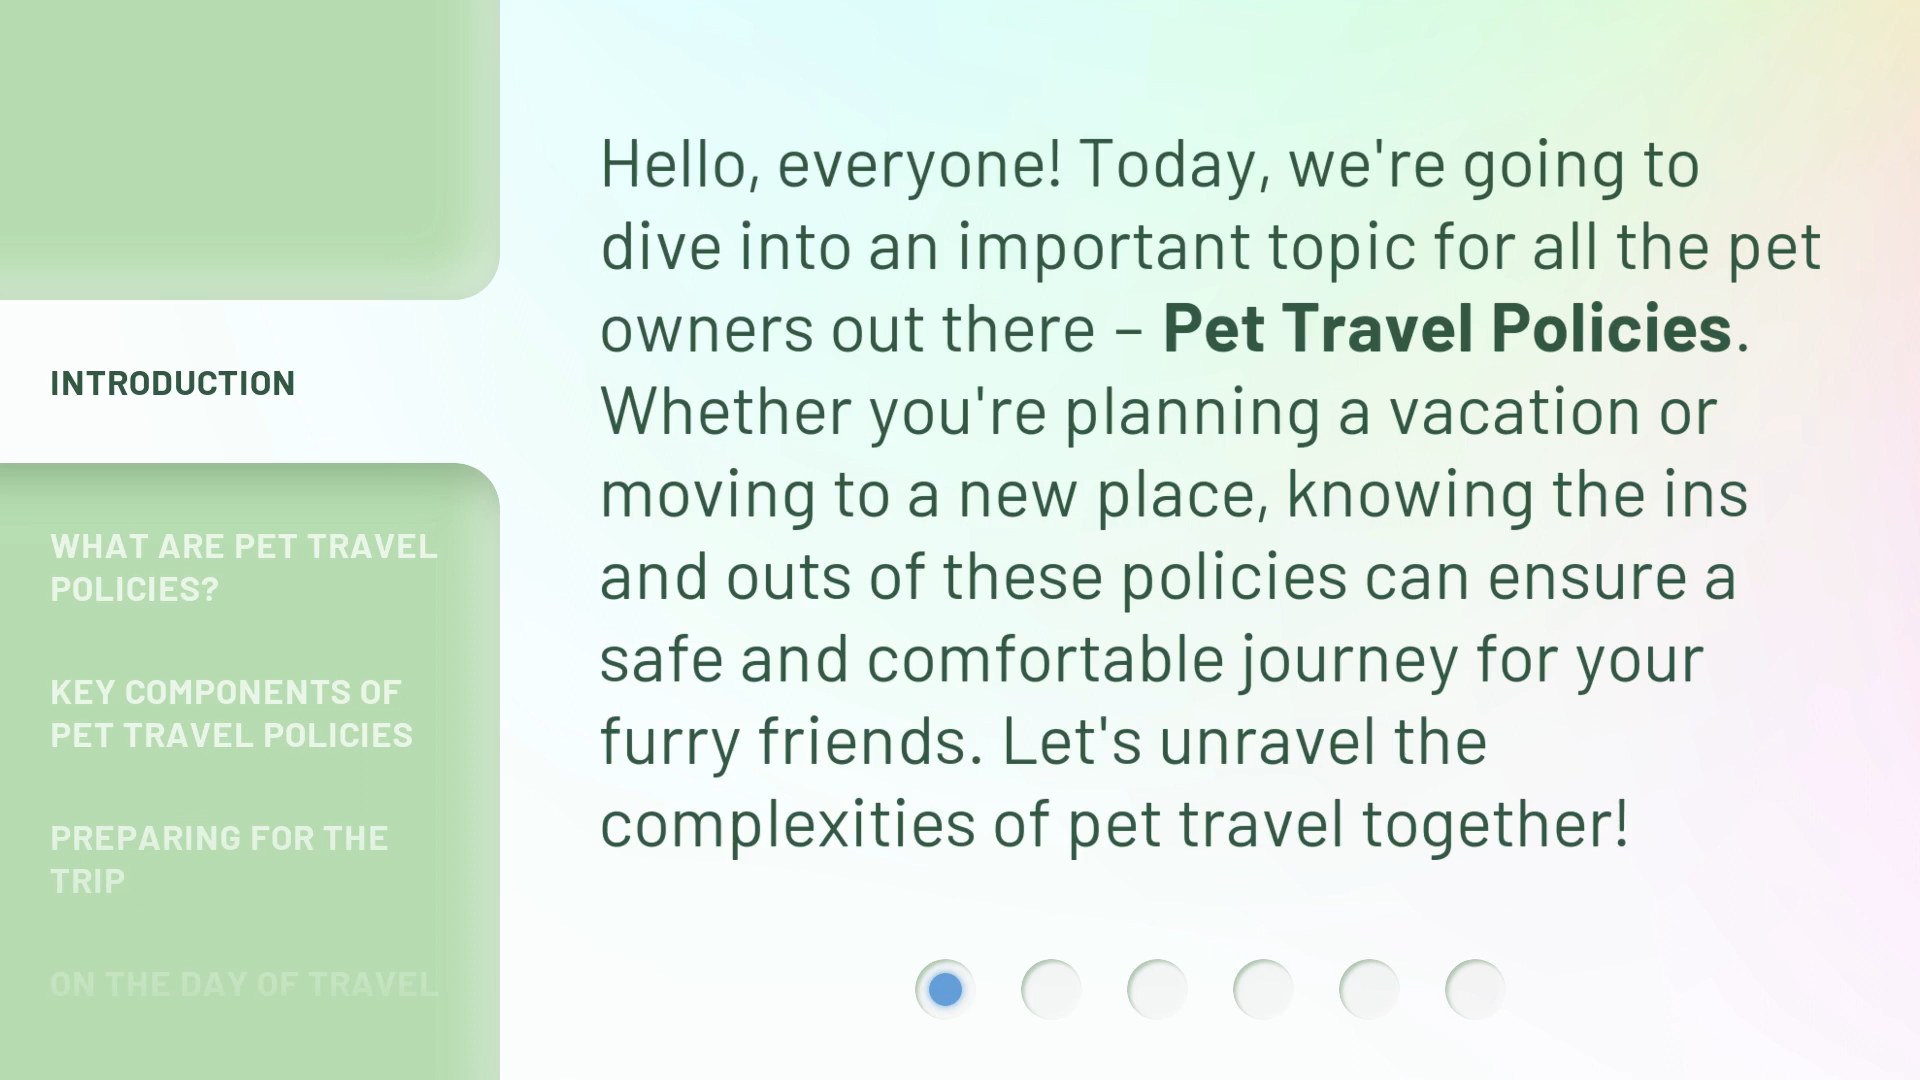 INTRODUCTION
WHAT ARE PET TRAVEL
POLICIES?
KEY COMPONENTS OF
PET TRAVEL POLICIES
PREPARING FOR THE
TRIP
ON THE DAY OF TRAVEL
Hello, everyone! Today, we're going to
dive into an important topic for all the pet
owners out there – Pet Travel Policies.
Whether you're planning a vacation or
moving to a new place, knowing the ins
and outs of these policies can ensure a
safe and comfortable journey for your
furry friends. Let's unravel the
complexities of pet travel together!